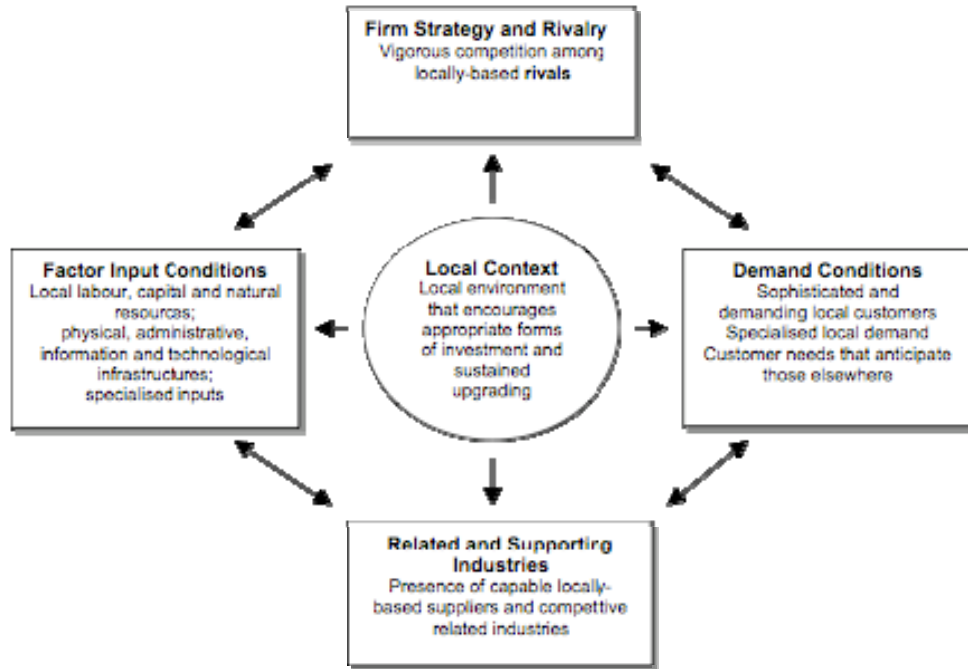 Firm Strategy and Rivalry
Vigorous competition among
locally-based rivals
Factor Input Conditions
Local labour, capital and natural
resources;
physical, administrative,
information and technological
infrastructures;
specialised inputs
Local Context
Local environment
that encourages
appropriate forms
of investment and
sustained
upgrading
Demand Conditions
Sophisticated and
demanding local customers
Specialised local demand
Customer needs that anticipate
those elsewhere
Related and Supporting
Industries
Presence of capable locally-
based suppliers and competitive
related industries